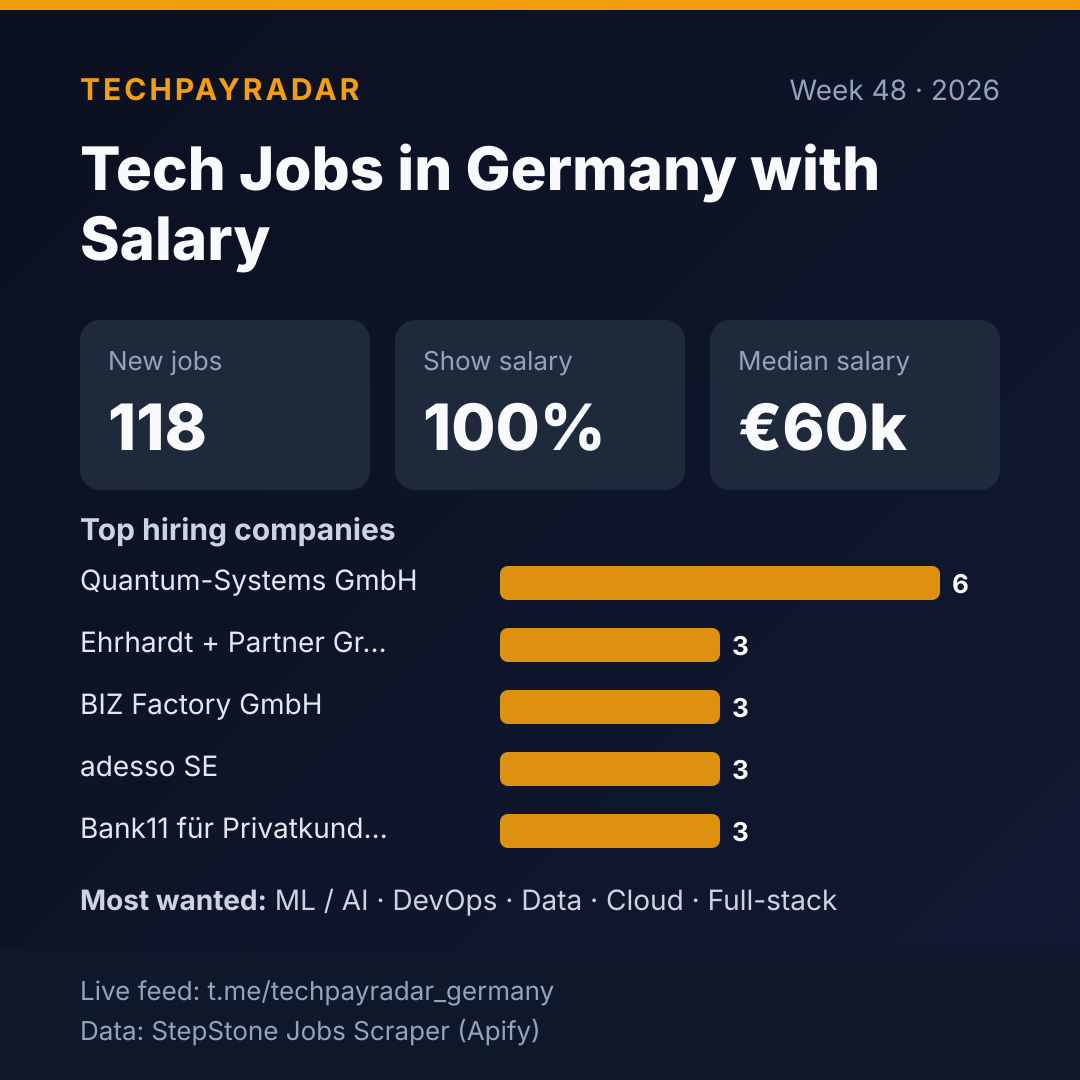 TECHPAYRADAR
Week 48 · 2026
Tech Jobs in Germany with
Salary
New jobs
118
Show salary
100%
Median salary
€60k
Top hiring companies
Quantum-Systems GmbH 6
Ehrhardt + Partner Gr... 3
BIZ Factory GmbH 3
adesso SE 3
Bank11 für Privatkund... 3
Most wanted: ML / AI · DevOps · Data · Cloud · Full-stack
Live feed: t.me/techpayradar_germany
Data: StepStone Jobs Scraper (Apify)